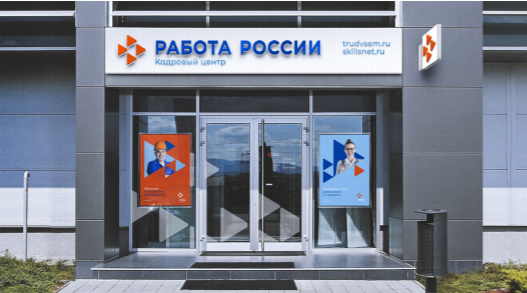 РАБОТА РОССИИ
Кадровый центр
trudvsem.ru
skillsnet.ru